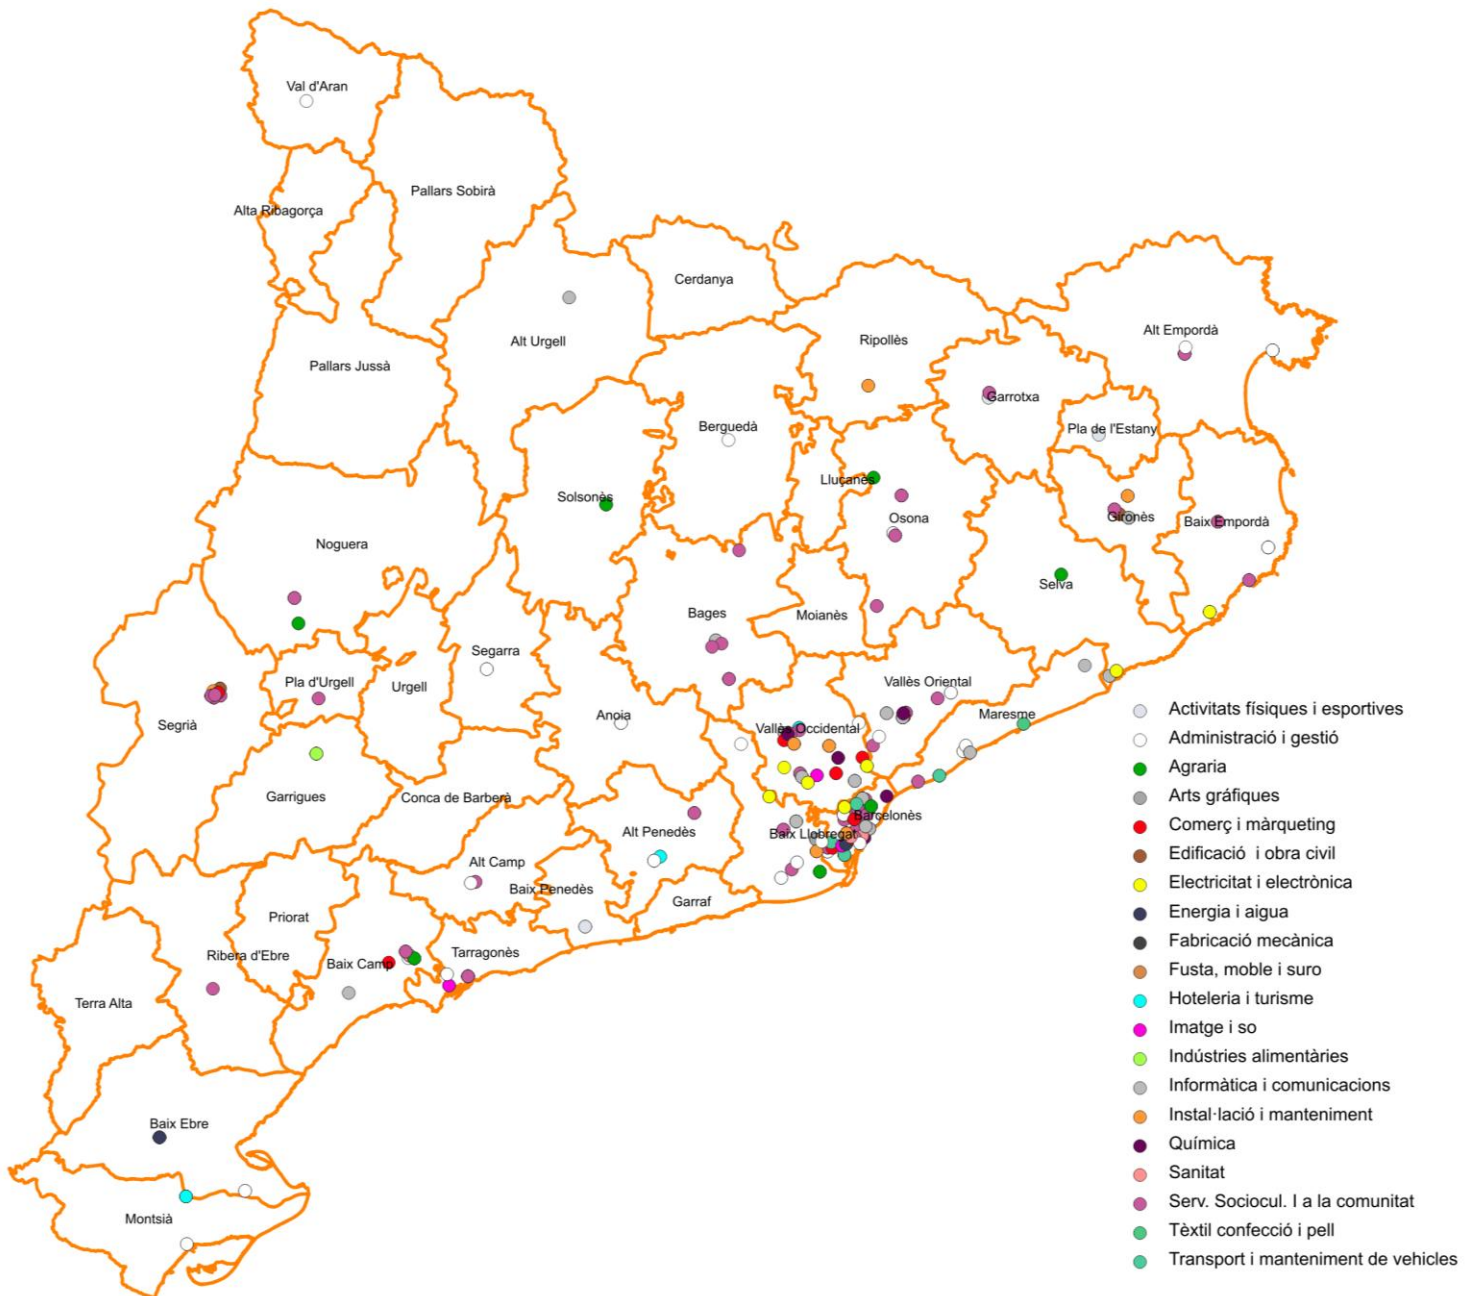 Val d'Aran
Pallars Sobirà
Alta Ribagorça
Cerdanya
Alt Urgell
Ripollès
Alt Empordà
Pallars Jussà
Garrotxa
Berguedà
Pla de l'Estany
Lluçanès
Solsonès
Osona
Gironès
Baix Empordà
Noguera
Selva
Bages
Moianès
Segarra
Pla d'Urgell
Urgell
Vallès Oriental
Anoia
Segrià
Vallès Occidental
Maresme
Garrigues
Conca de Barberà
Barcelonès
Alt Penedès
Baix Llobregat
Alt Camp
Baix Penedès
Garraf
Priorat
Ribera d'Ebre
Baix Camp
Tarragonès
Terra Alta
Baix Ebre
Montsià
Activitats físiques i esportives
Administració i gestió
Agraria
Arts gráfiques
Comerç i màrqueting
Edificació i obra civil
Electricitat i electrònica
Energia i aigua
Fabricació mecànica
Fusta, moble i suro
Hoteleria i turisme
Imatge i so
Indústries alimentàries
Informàtica i comunicacions
Instal·lació i manteniment
Química
Sanitat
Serv. Sociocul. I a la comunitat
Tèxtil confecció i pell
Transport i manteniment de vehicles